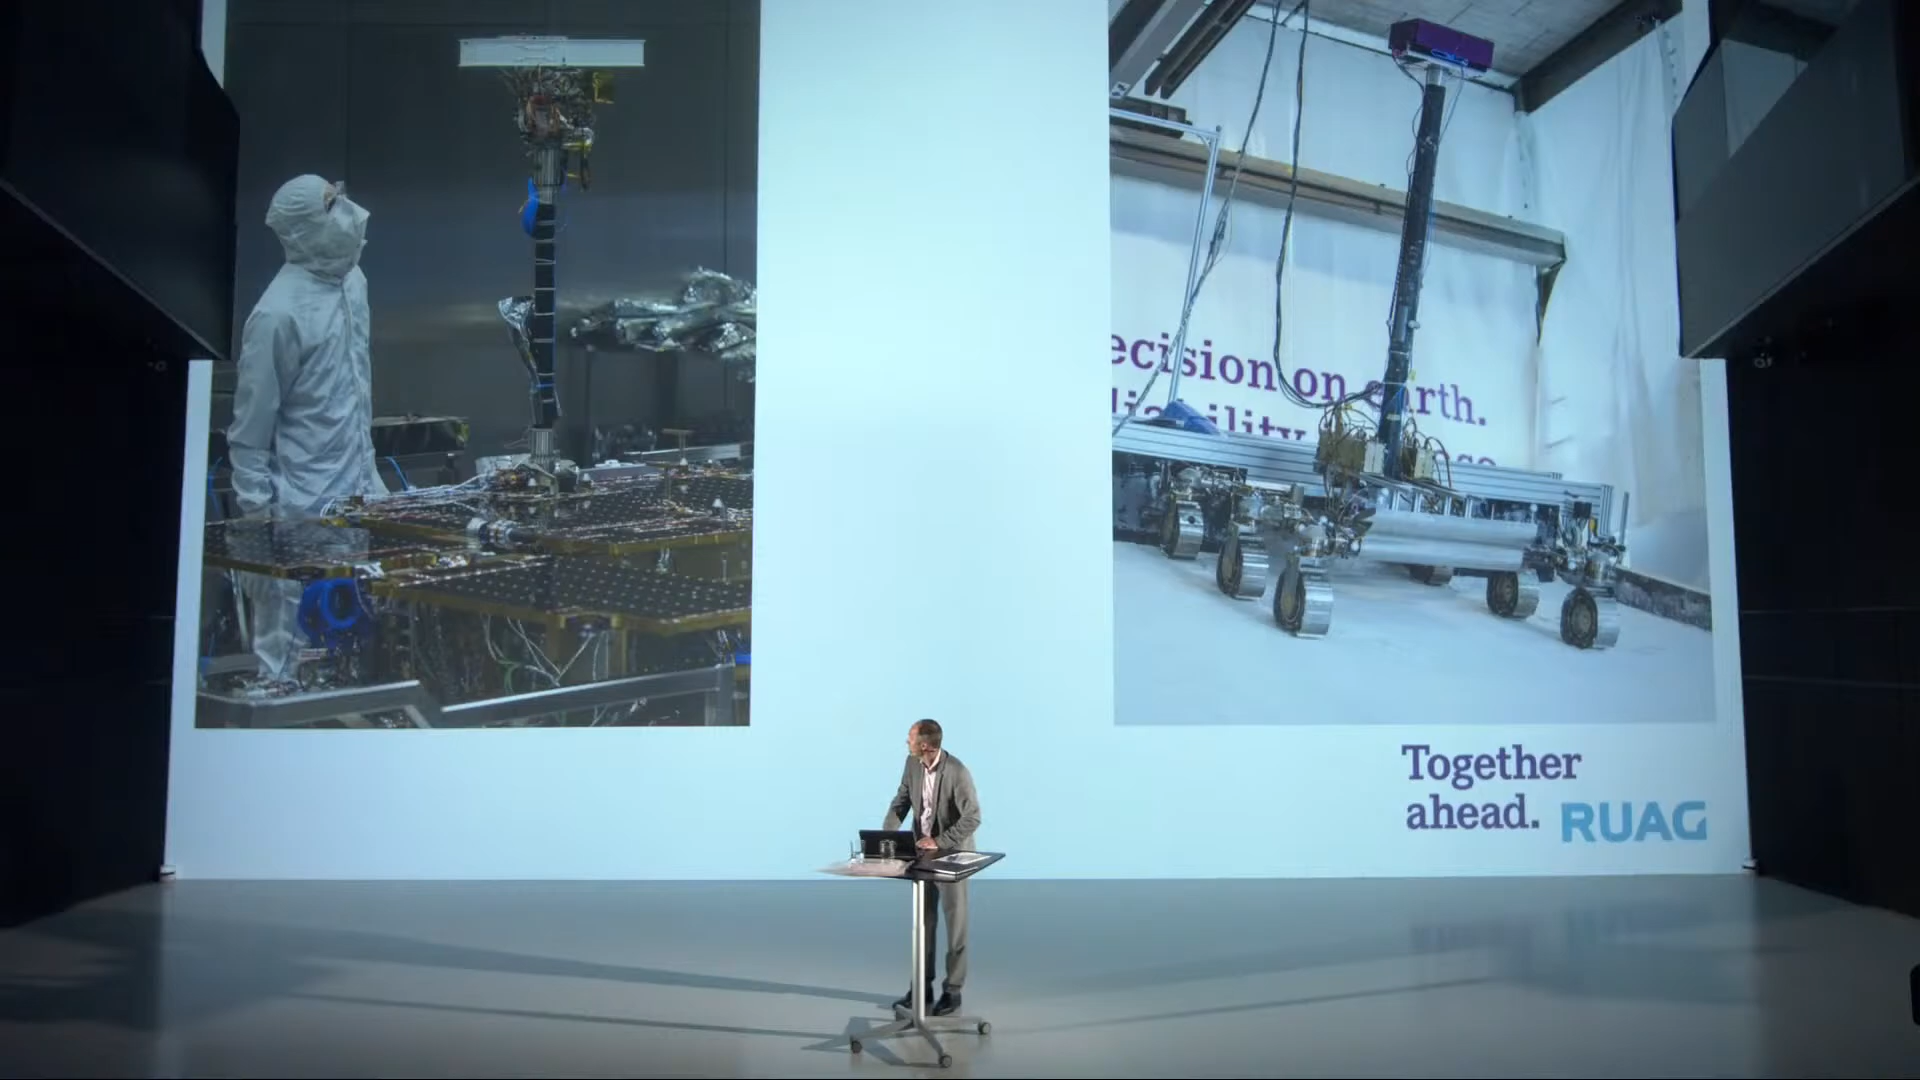 ecision on earth.
Together
ahead.
RUAG